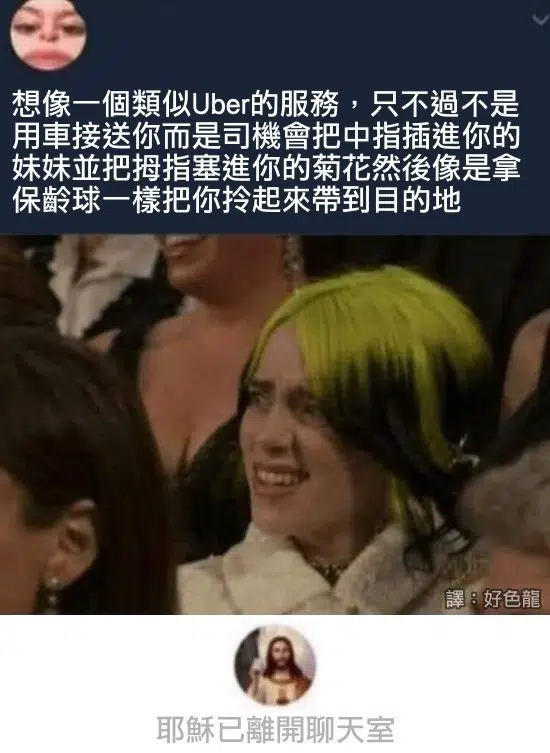 想像一個類似Uber的服務，只不過不是
用車接送你而是司機會把中指插進你的
妹妹並把拇指塞進你的菊花然後像是拿
保齡球一樣把你拎起來帶到目的地
譯：好色龍
耶穌已離開聊天室